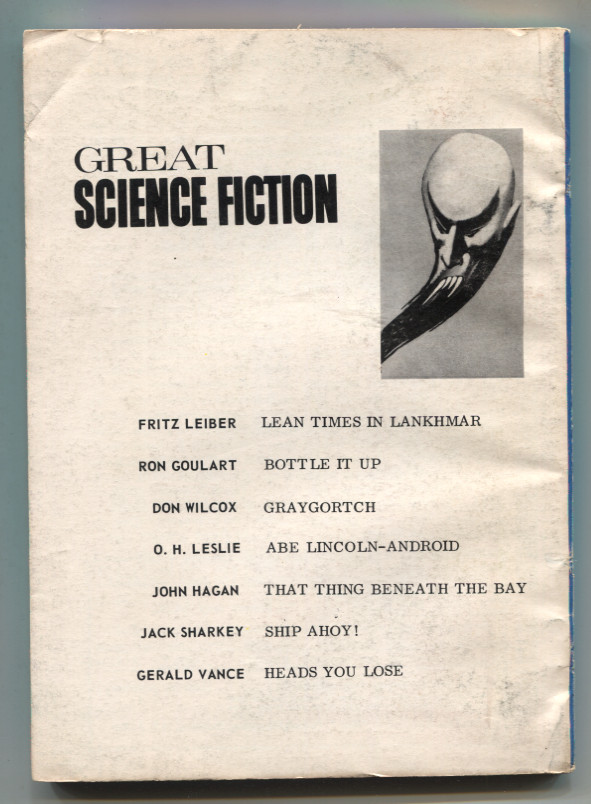 GREAT
SCIENCE FICTION
FRITZ LEIBER LEAN TIMES IN LANKHMAR
RON GOULART BOTTLE IT UP
DON WILCOX GRAYGORTCH
O. H. LESLIE ABE LINCOLN-ANDROID
JOHN HAGAN THAT THING BENEATH THE BAY
JACK SHARKEY SHIP AHOY!
GERALD VANCE HEADS YOU LOSE